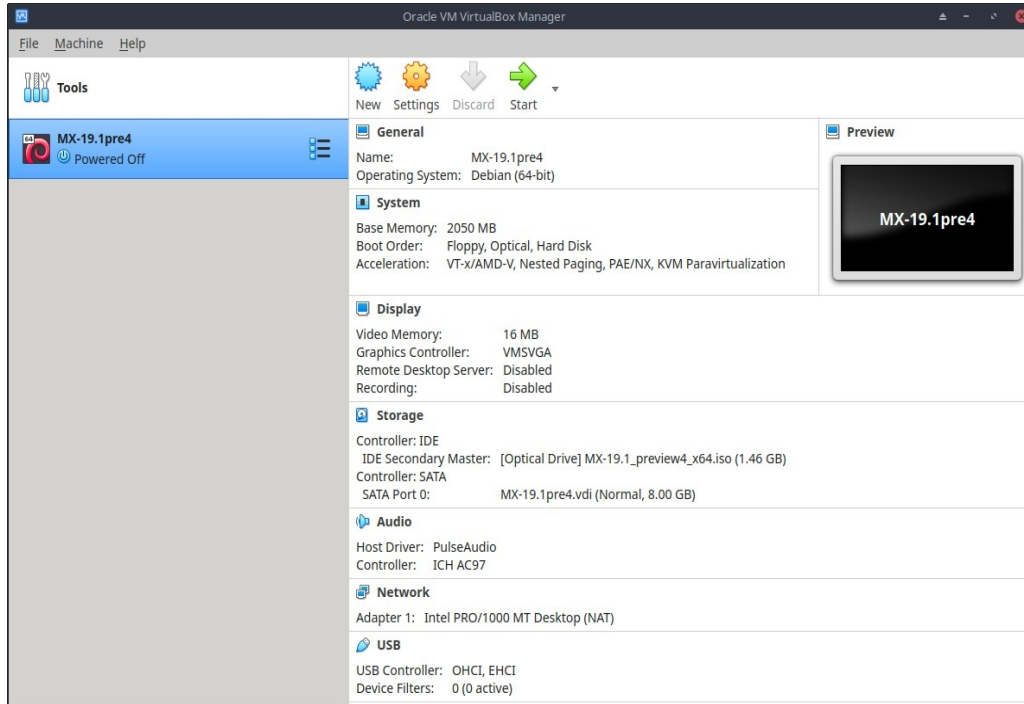 Oracle VM VirtualBox Manager
File Machine Help
Tools
New Settings Discard Start
64
MX-19.1pre4
Powered Off
General
Name: MX-19.1pre4
Operating System: Debian (64-bit)
Preview
MX-19.1pre4
System
Base Memory: 2050 MB
Boot Order: Floppy, Optical, Hard Disk
Acceleration: VT-x/AMD-V, Nested Paging, PAE/NX, KVM Paravirtualization
Display
Video Memory: 16 MB
Graphics Controller: VMSVGA
Remote Desktop Server: Disabled
Recording: Disabled
Storage
Controller: IDE
IDE Secondary Master: [Optical Drive] MX-19.1_preview4_x64.iso (1.46 GB)
Controller: SATA
SATA Port 0: MX-19.1pre4.vdi (Normal, 8.00 GB)
Audio
Host Driver: PulseAudio
Controller: ICH AC97
Network
Adapter 1: Intel PRO/1000 MT Desktop (NAT)
USB
USB Controller: OHCI, EHCI
Device Filters: 0 (0 active)